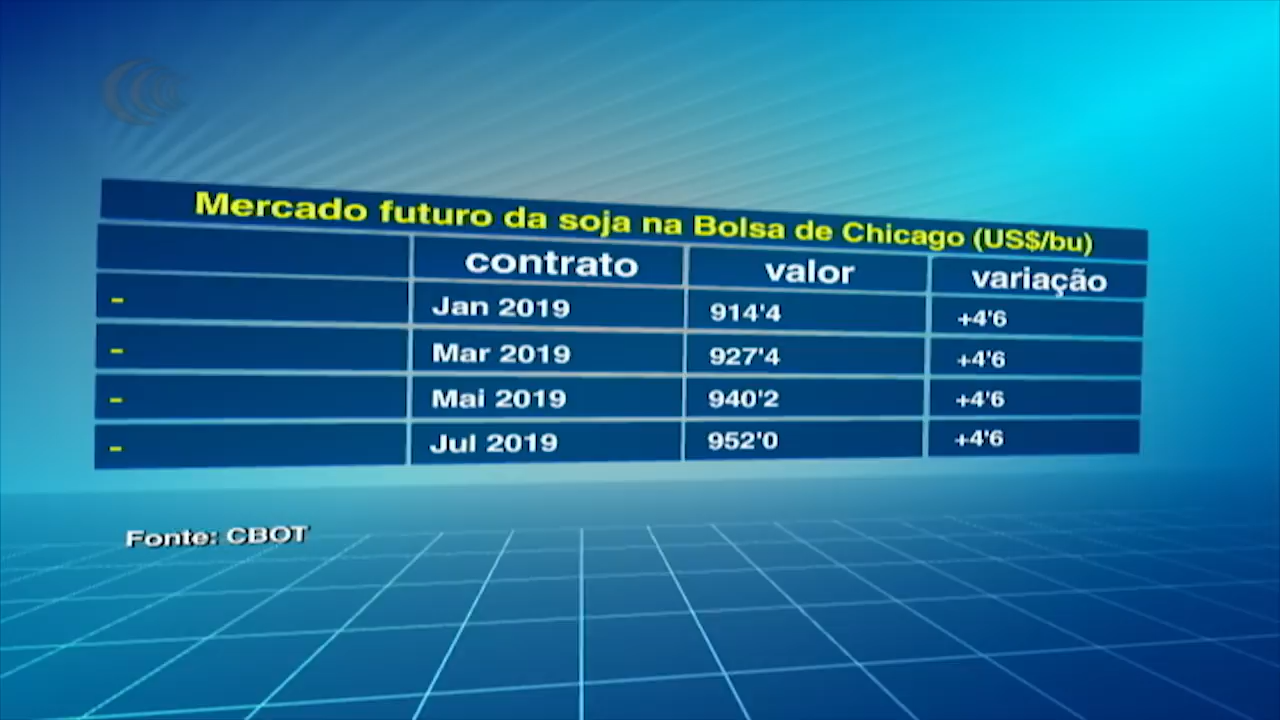 Mercado futuro da soja na Bolsa de Chicago (US$/bu)
contrato valor variação
- Jan 2019 914'4 +4'6
- Mar 2019 927'4 +4'6
- Mai 2019 940'2 +4'6
- Jul 2019 952'0 +4'6
Fonte: CBOT